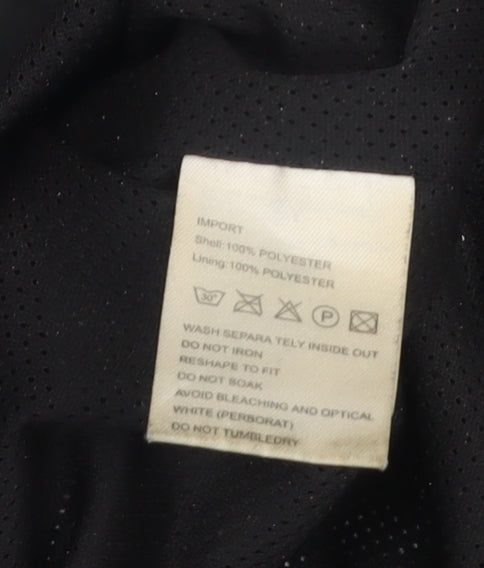 IMPORT
Shell:100% POLYESTER
Lining:100% POLYESTER
30° P
WASH SEPARA TELY INSIDE OUT
DO NOT IRON
RESHAPE TO FIT
DO NOT SOAK
AVOID BLEACHING AND OPTICAL
WHITE (PERBORAT)
DO NOT TUMBLEDRY